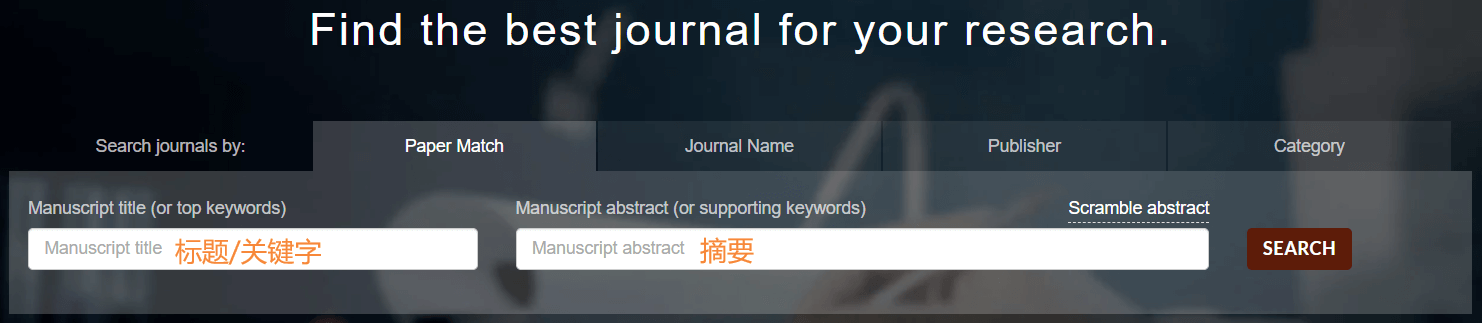 Find the best journal for your research.
Search journals by: Paper Match Journal Name Publisher Category
Manuscript title (or top keywords) Manuscript abstract (or supporting keywords) Scramble abstract
Manuscript title 标题/关键字 Manuscript abstract 摘要 SEARCH